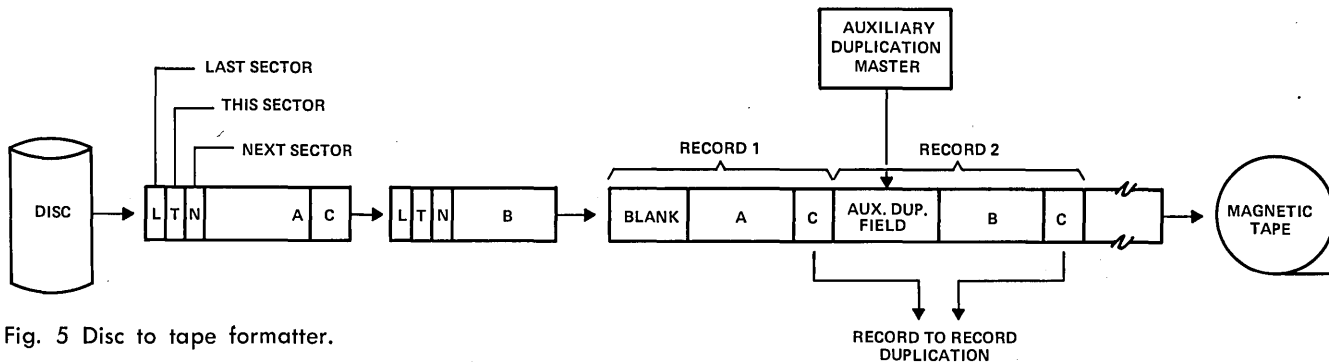 AUXILIARY
DUPLICATION
MASTER
LAST SECTOR
THIS SECTOR
NEXT SECTOR
RECORD 1
RECORD 2
DISC
L T N A C
L T N B
BLANK A C AUX. DUP.
FIELD B C
MAGNETIC
TAPE
RECORD TO RECORD
DUPLICATION
Fig. 5 Disc to tape formatter.